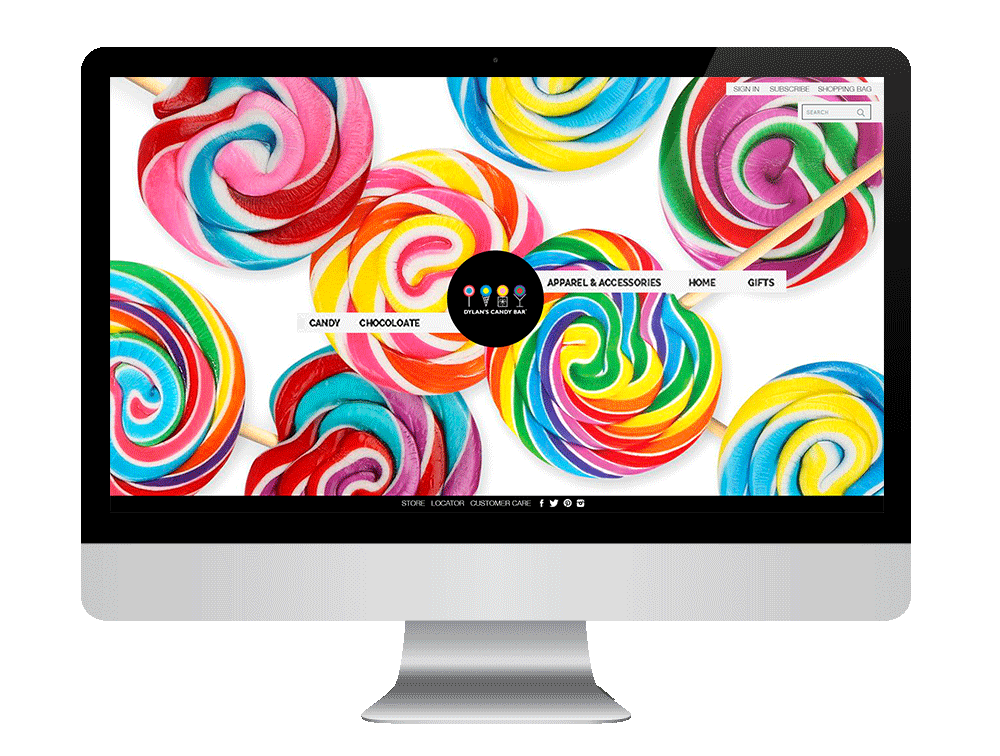 SIGN IN SUBSCRIBE SHOPPING BAG
SEARCH
APPAREL & ACCESSORIES HOME GIFTS
DYLAN'S CANDY BAR
CANDY CHOCOLOATE
STORE LOCATOR CUSTOMER CARE